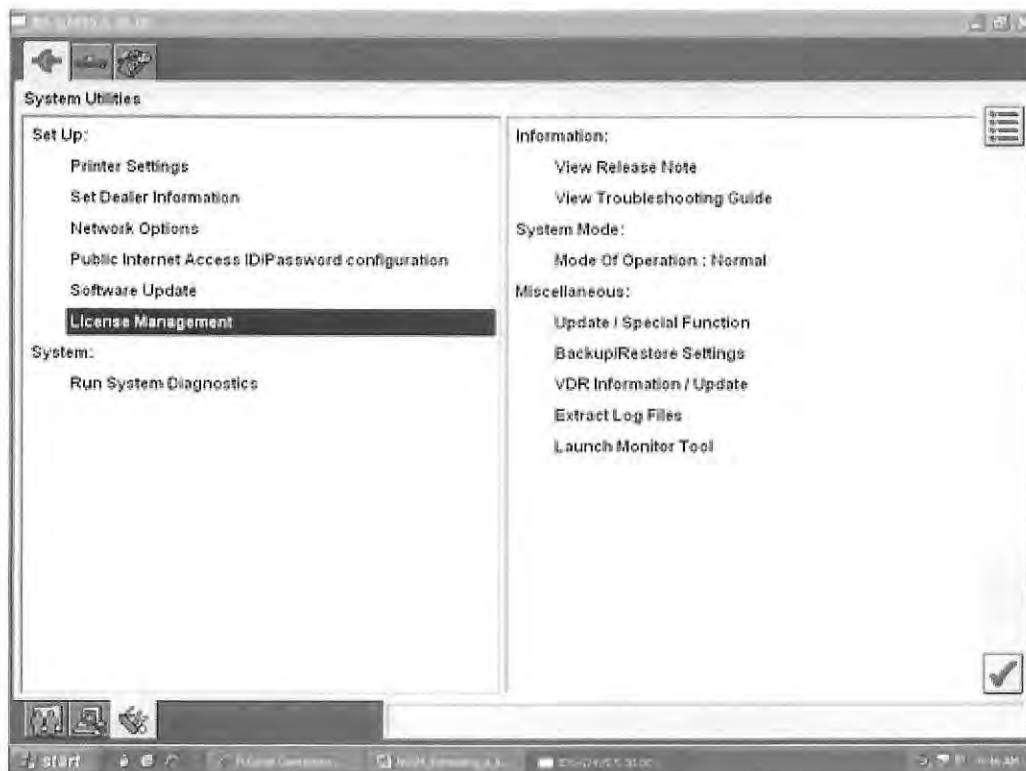 System Utilities
Set Up:
Printer Settings
Set Dealer Information
Network Options
Public Internet Access ID/Password configuration
Software Update
License Management
System:
Run System Diagnostics
Information:
View Release Note
View Troubleshooting Guide
System Mode:
Mode Of Operation : Normal
Miscellaneous:
Update / Special Function
Backup/Restore Settings
VDR Information / Update
Extract Log Files
Launch Monitor Tool
start